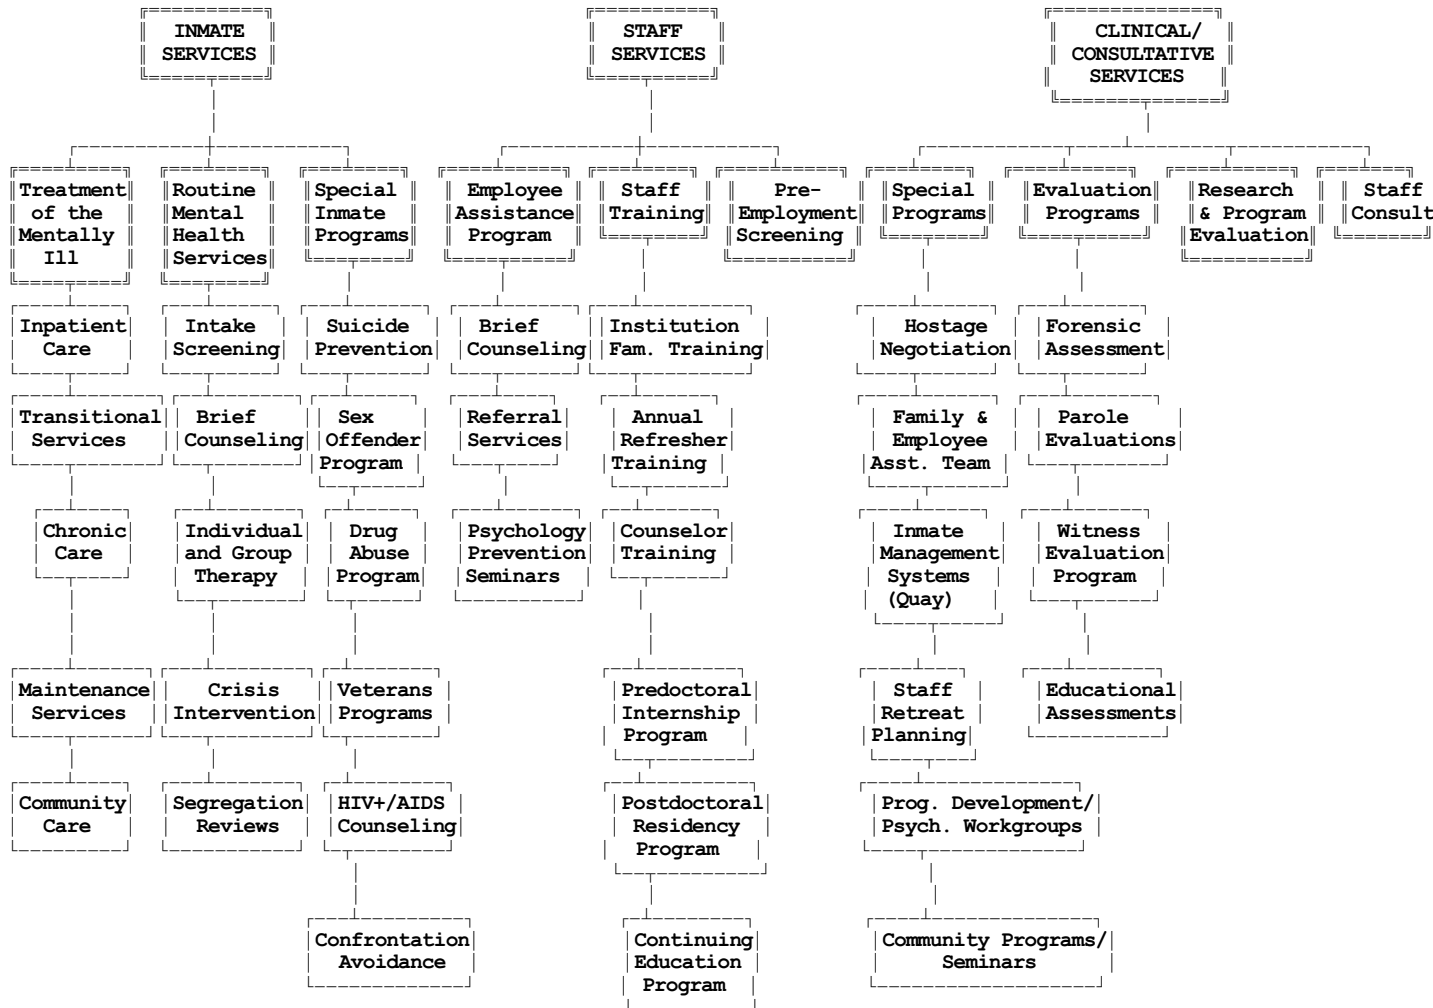 INMATE
SERVICES
STAFF
SERVICES
CLINICAL/
CONSULTATIVE
SERVICES
Treatment
of the
Mentally
Ill
Routine
Mental
Health
Services
Special
Inmate
Programs
Employee
Assistance
Program
Staff
Training
Pre-
Employment
Screening
Special
Programs
Evaluation
Programs
Research
& Program
Evaluation
Staff
Consult
Inpatient
Care
Intake
Screening
Suicide
Prevention
Brief
Counseling
Institution
Fam. Training
Hostage
Negotiation
Forensic
Assessment
Transitional
Services
Brief
Counseling
Sex
Offender
Program
Referral
Services
Annual
Refresher
Training
Family &
Employee
Asst. Team
Parole
Evaluations
Chronic
Care
Individual
and Group
Therapy
Drug
Abuse
Program
Psychology
Prevention
Seminars
Counselor
Training
Inmate
Management
Systems
(Quay)
Witness
Evaluation
Program
Maintenance
Services
Crisis
Intervention
Veterans
Programs
Predoctoral
Internship
Program
Staff
Retreat
Planning
Educational
Assessments
Community
Care
Segregation
Reviews
HIV+/AIDS
Counseling
Postdoctoral
Residency
Program
Prog. Development/
Psych. Workgroups
Confrontation
Avoidance
Continuing
Education
Program
Community Programs/
Seminars